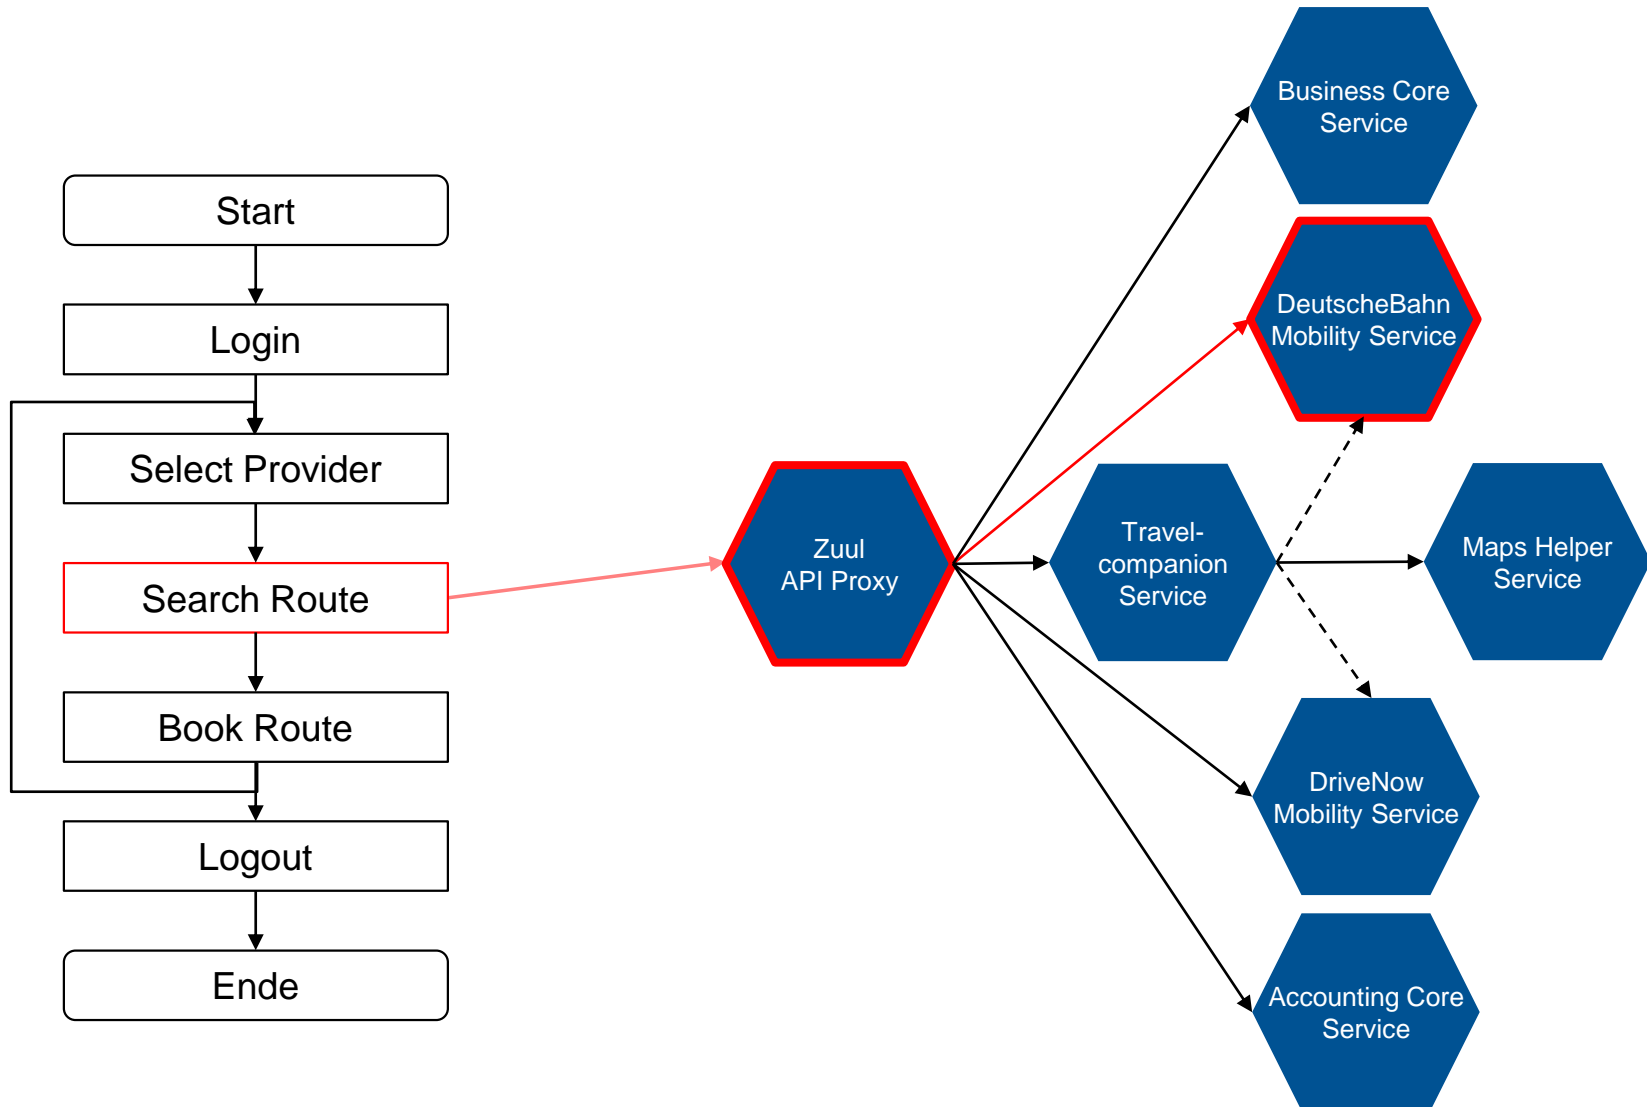 Start
Login
Select Provider
Search Route
Book Route
Logout
Ende
Zuul
API Proxy
Business Core
Service
DeutscheBahn
Mobility Service
Travel-
companion
Service
Maps Helper
Service
DriveNow
Mobility Service
Accounting Core
Service